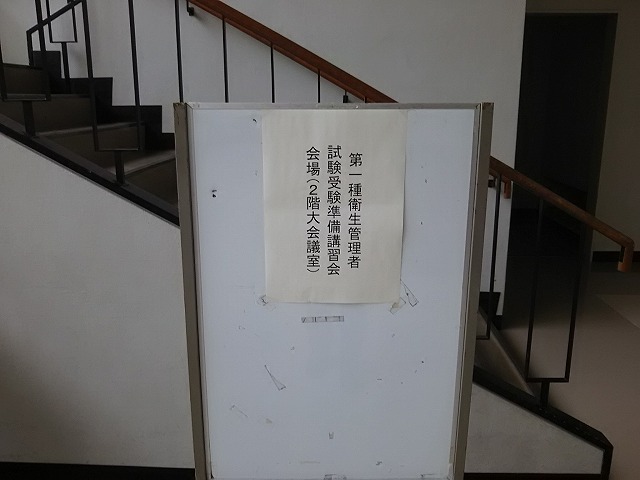 第一種衛生管理者
試験受験準備講習会
会場(2階大会議室)